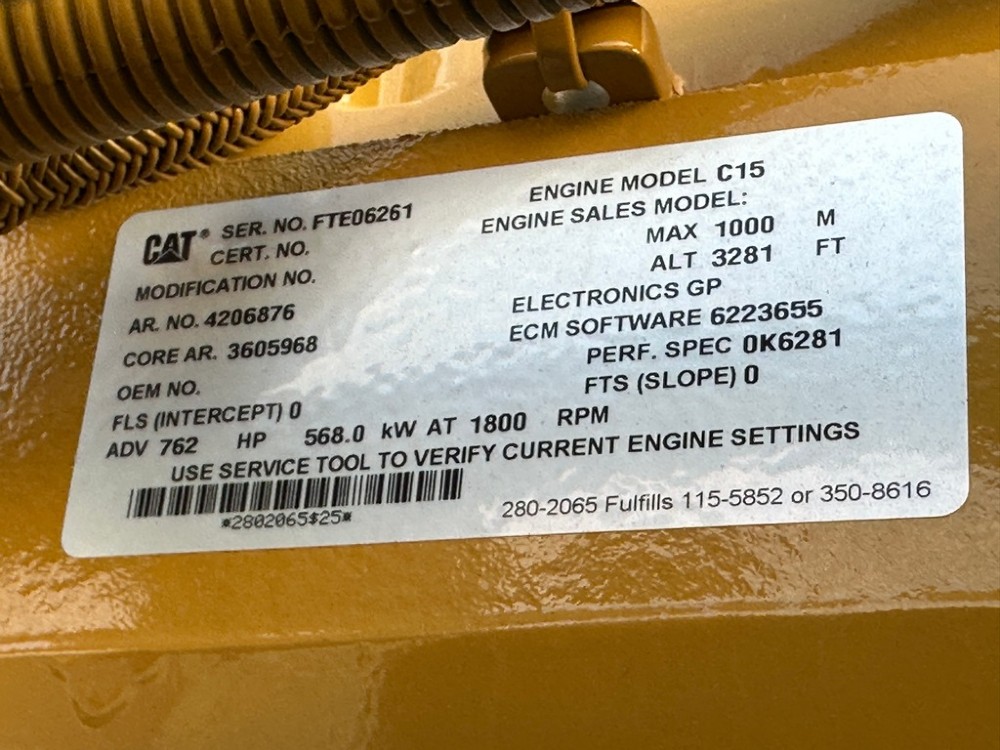 CAT® SER. NO. FTE06261 ENGINE MODEL C15
CERT. NO. ENGINE SALES MODEL:
MODIFICATION NO. MAX 1000 M
ALT 3281 FT
AR. NO. 4206876 ELECTRONICS GP
CORE AR. 3605968 ECM SOFTWARE 6223655
OEM NO. PERF. SPEC 0K6281
FLS (INTERCEPT) 0 FTS (SLOPE) 0
ADV 762 HP 568.0 kW AT 1800 RPM
USE SERVICE TOOL TO VERIFY CURRENT ENGINE SETTINGS
*2802065$25* 280-2065 Fulfills 115-5852 or 350-8616